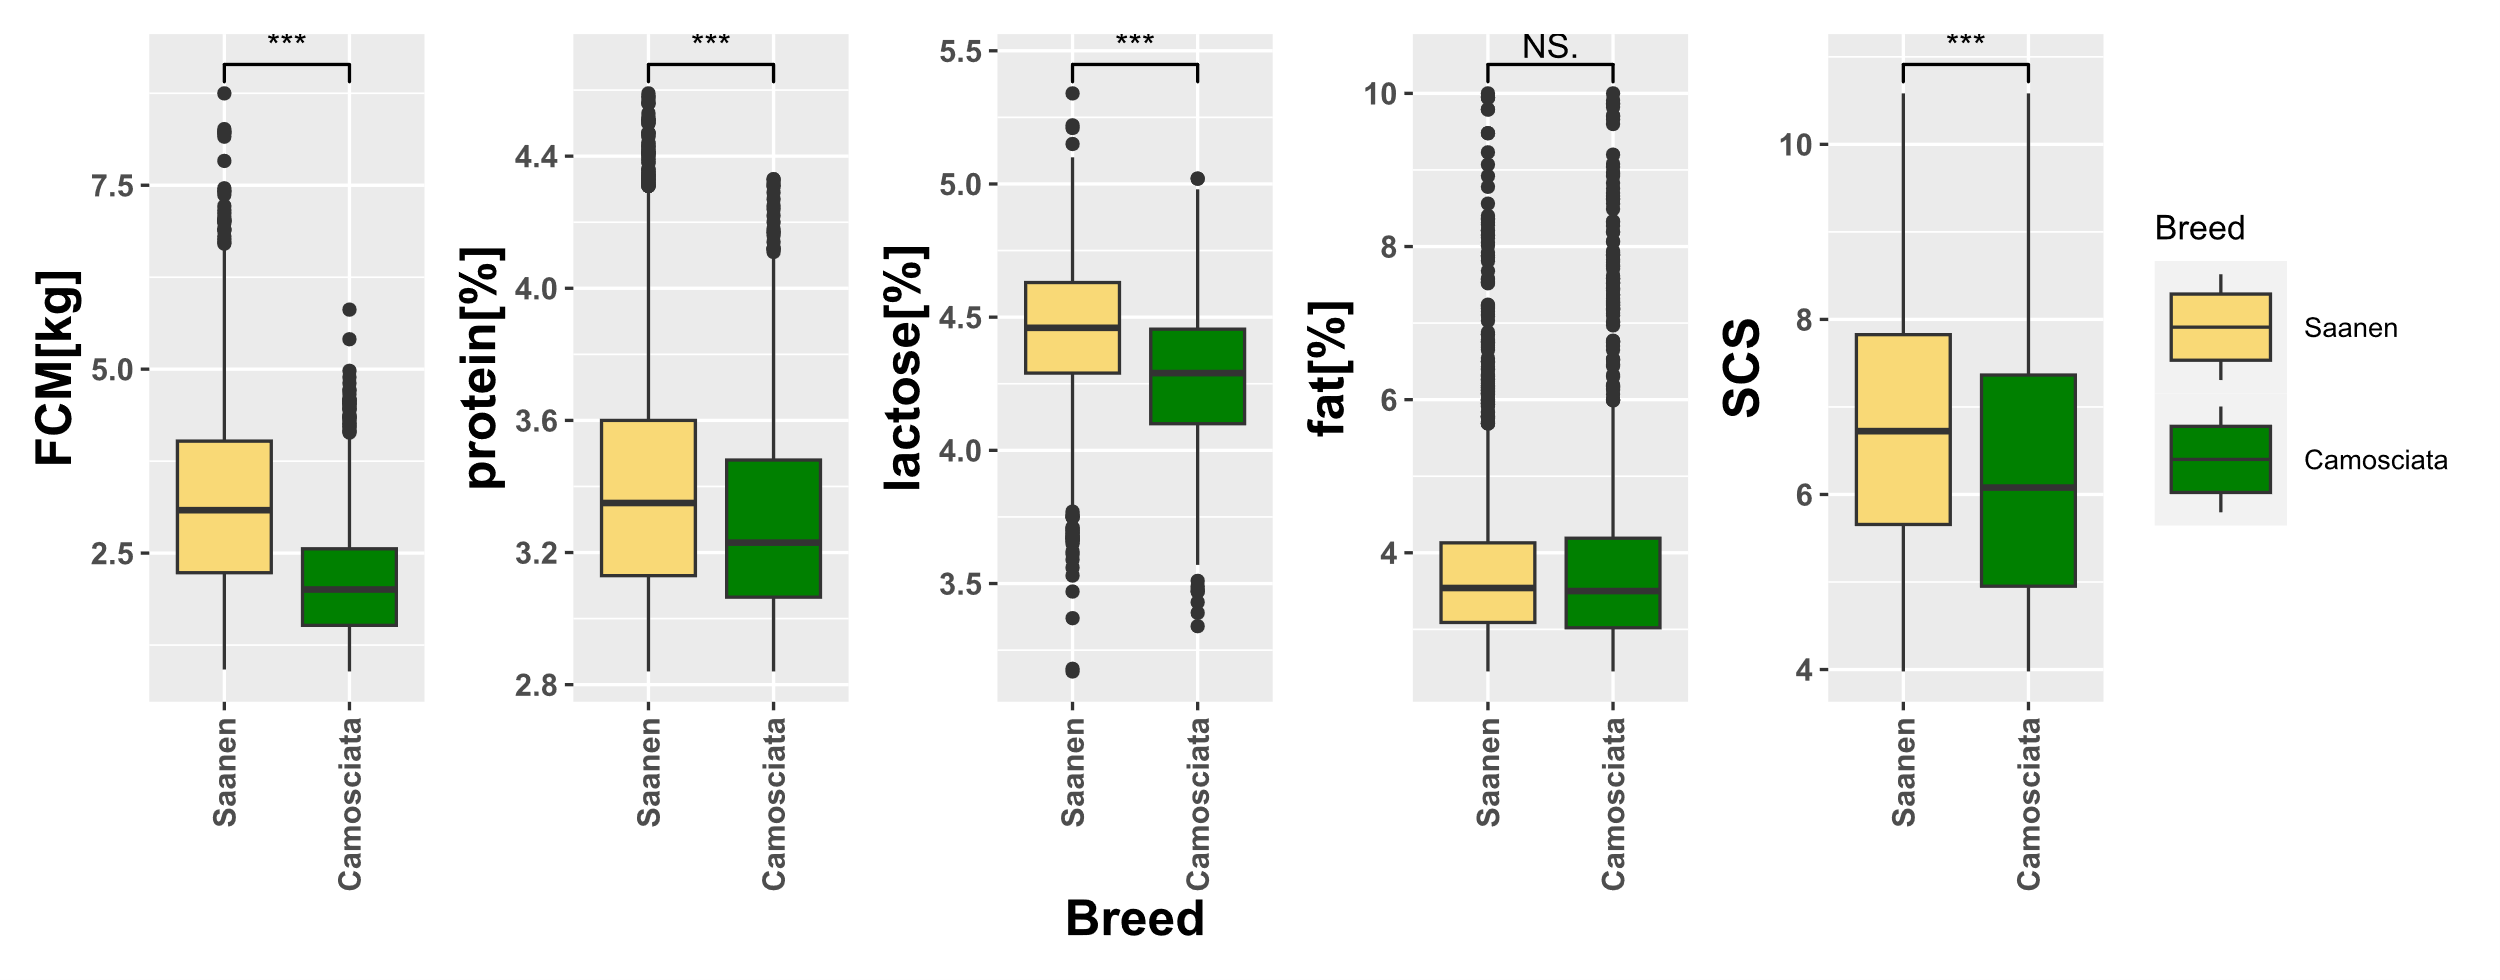 ***
FCM[kg]
7.5
5.0
2.5
Saanen
Camosciata
***
protein[%]
4.4
4.0
3.6
3.2
2.8
Saanen
Camosciata
***
lactose[%]
5.5
5.0
4.5
4.0
3.5
Saanen
Camosciata
NS.
fat[%]
10
8
6
4
Saanen
Camosciata
***
SCS
10
8
6
4
Saanen
Camosciata
Breed
Breed
Saanen
Camosciata